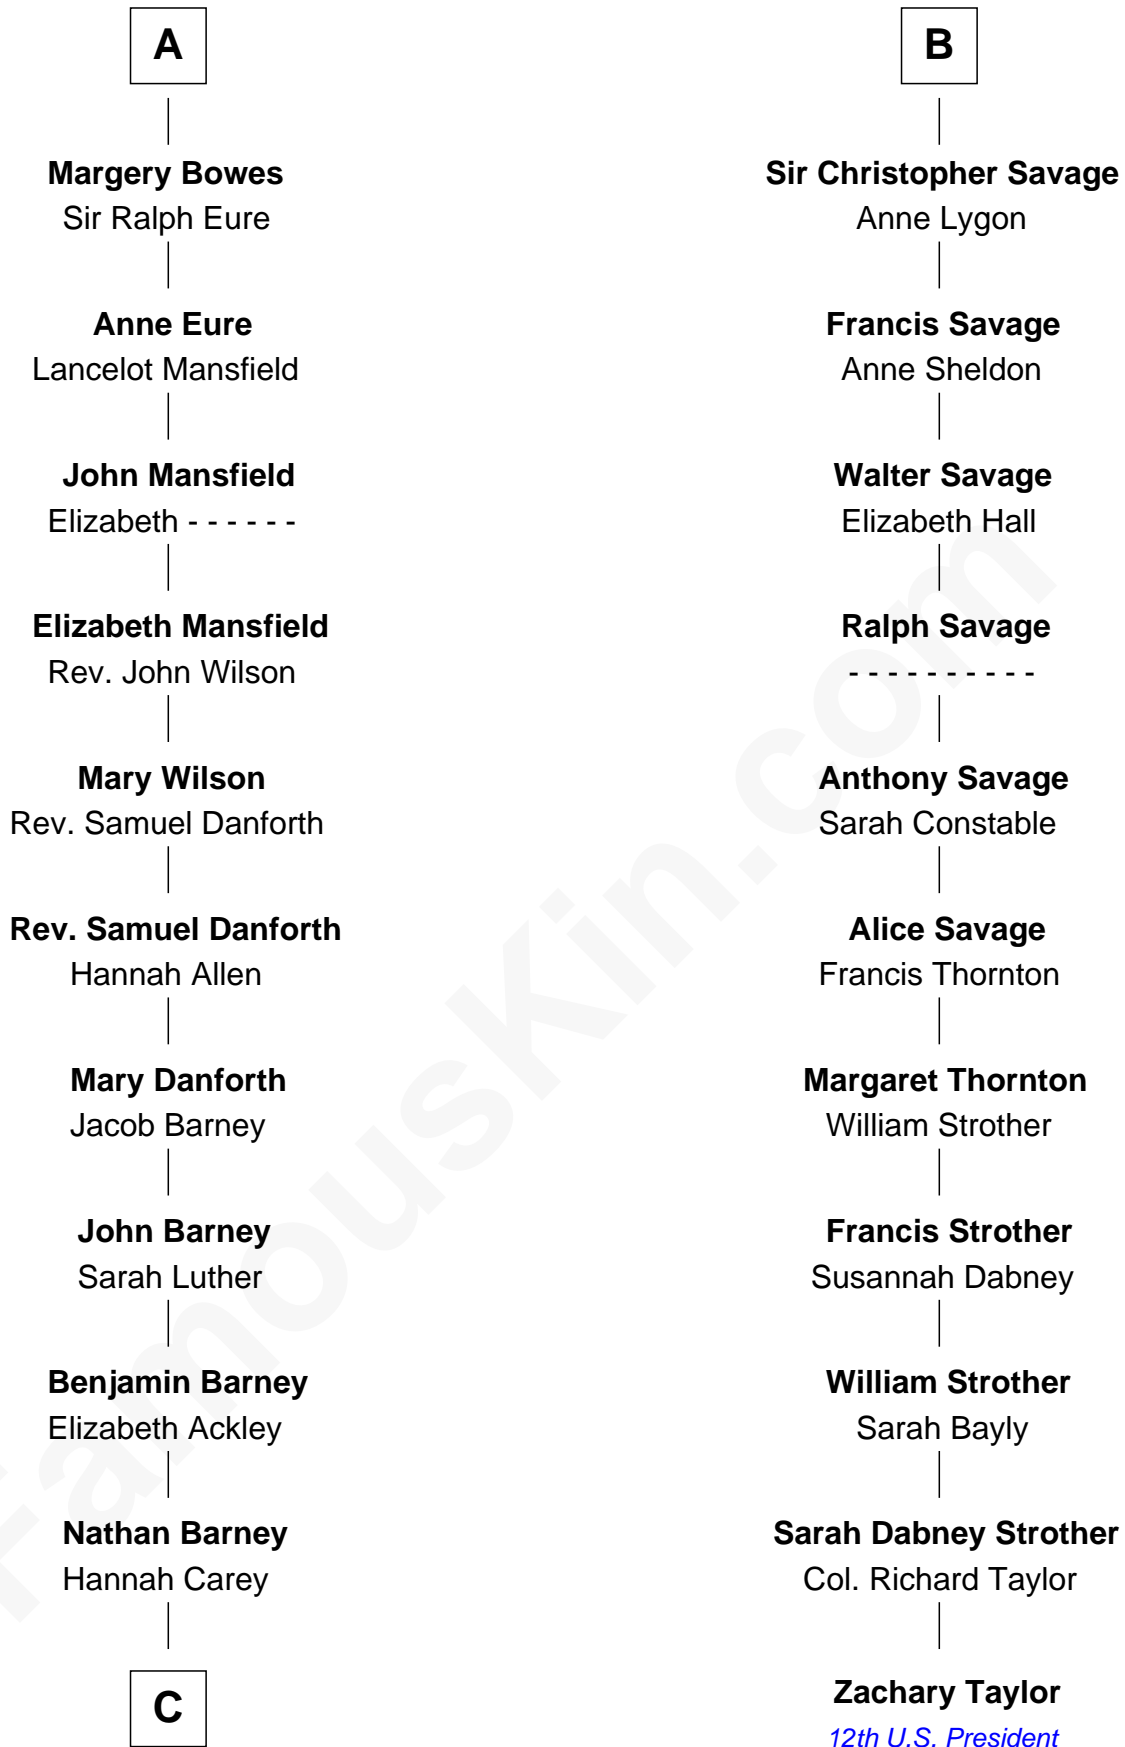 A
Margery Bowes
Sir Ralph Eure
Anne Eure
Lancelot Mansfield
John Mansfield
Elizabeth - - - - - -
Elizabeth Mansfield
Rev. John Wilson
Mary Wilson
Rev. Samuel Danforth
Rev. Samuel Danforth
Hannah Allen
Mary Danforth
Jacob Barney
John Barney
Sarah Luther
Benjamin Barney
Elizabeth Ackley
Nathan Barney
Hannah Carey
C
B
Sir Christopher Savage
Anne Lygon
Francis Savage
Anne Sheldon
Walter Savage
Elizabeth Hall
Ralph Savage
- - - - - - - - - -
Anthony Savage
Sarah Constable
Alice Savage
Francis Thornton
Margaret Thornton
William Strother
Francis Strother
Susannah Dabney
William Strother
Sarah Bayly
Sarah Dabney Strother
Col. Richard Taylor
Zachary Taylor
12th U.S. President
FamousKin.com